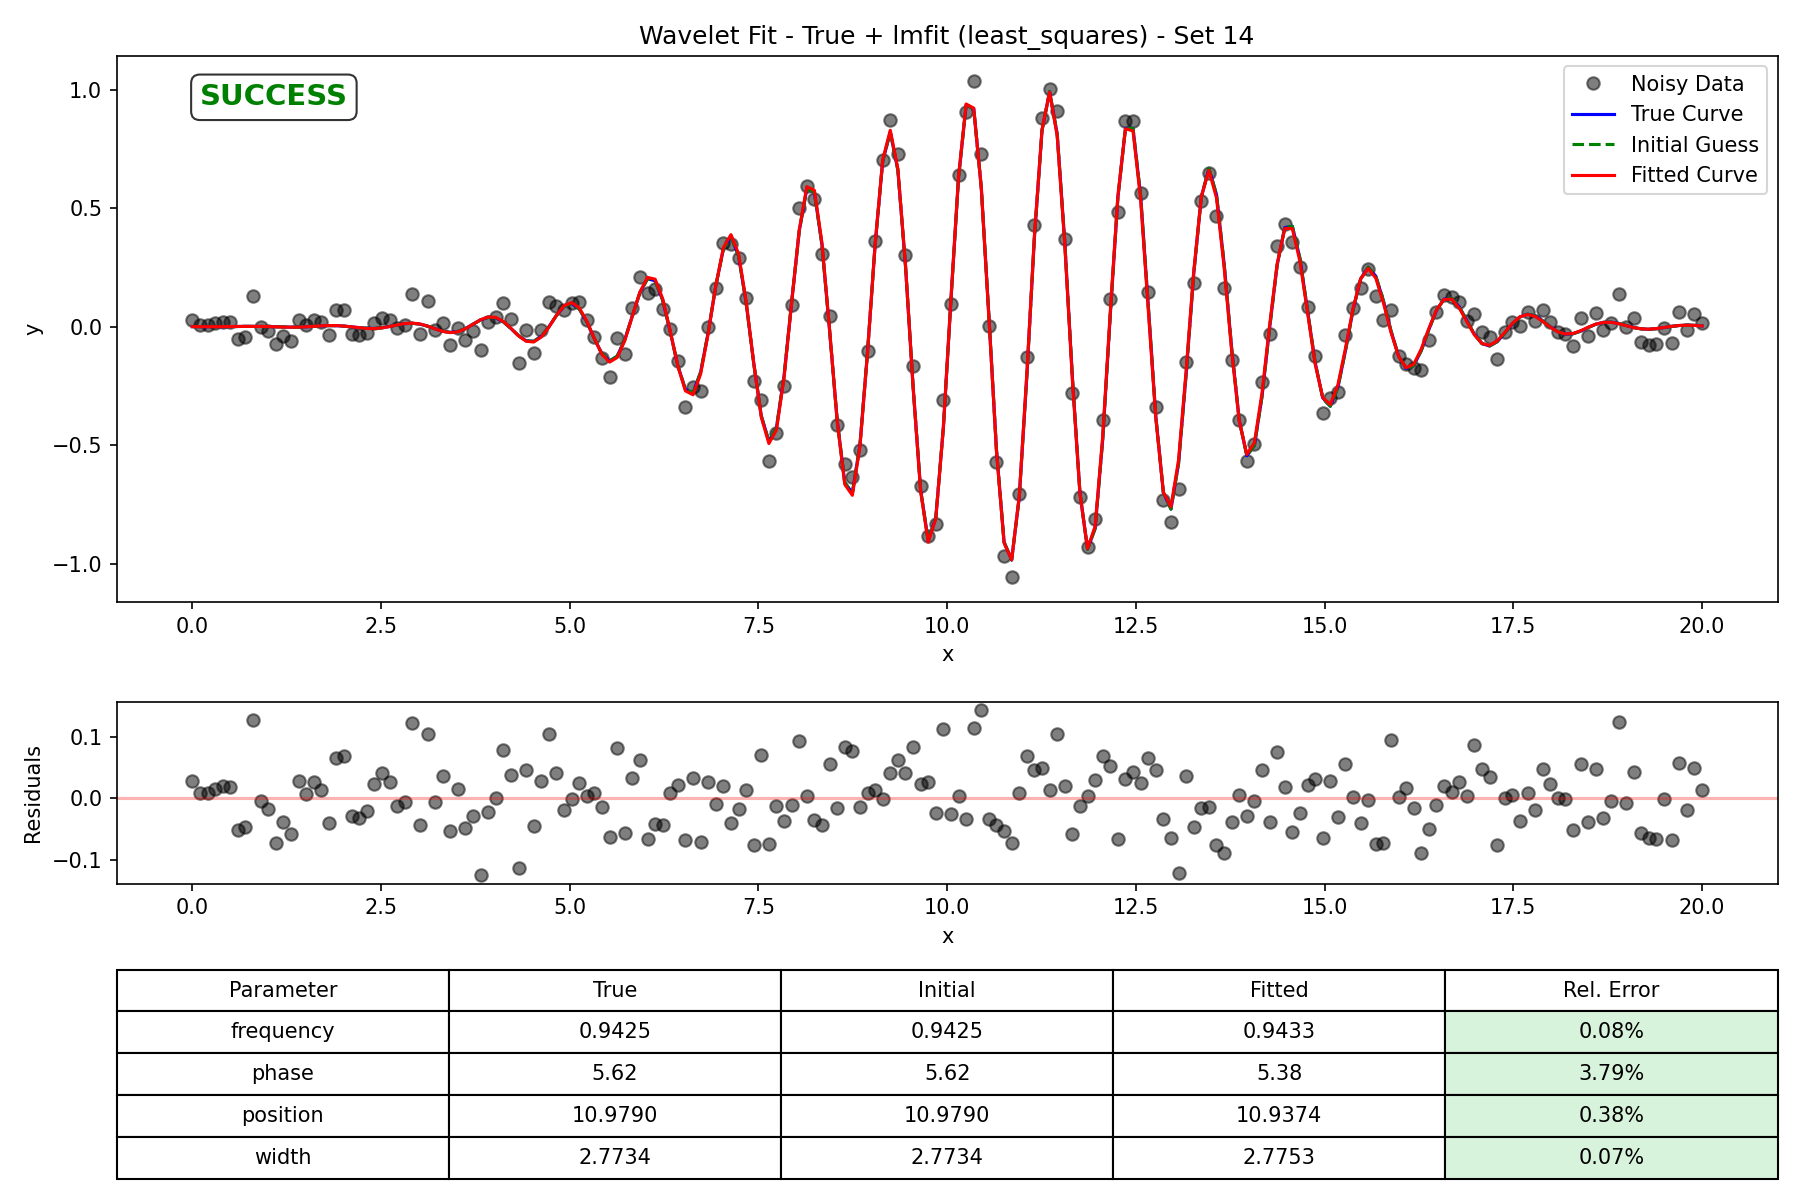 Wavelet Fit - True + lmfit (least_squares) - Set 14
SUCCESS
Noisy Data
True Curve
Initial Guess
Fitted Curve
1.0
0.5
0.0
−0.5
−1.0
y
0.0 2.5 5.0 7.5 10.0 12.5 15.0 17.5 20.0
x
0.1
0.0
−0.1
Residuals
0.0 2.5 5.0 7.5 10.0 12.5 15.0 17.5 20.0
x
Parameter True Initial Fitted Rel. Error
frequency 0.9425 0.9425 0.9433 0.08%
phase 5.62 5.62 5.38 3.79%
position 10.9790 10.9790 10.9374 0.38%
width 2.7734 2.7734 2.7753 0.07%